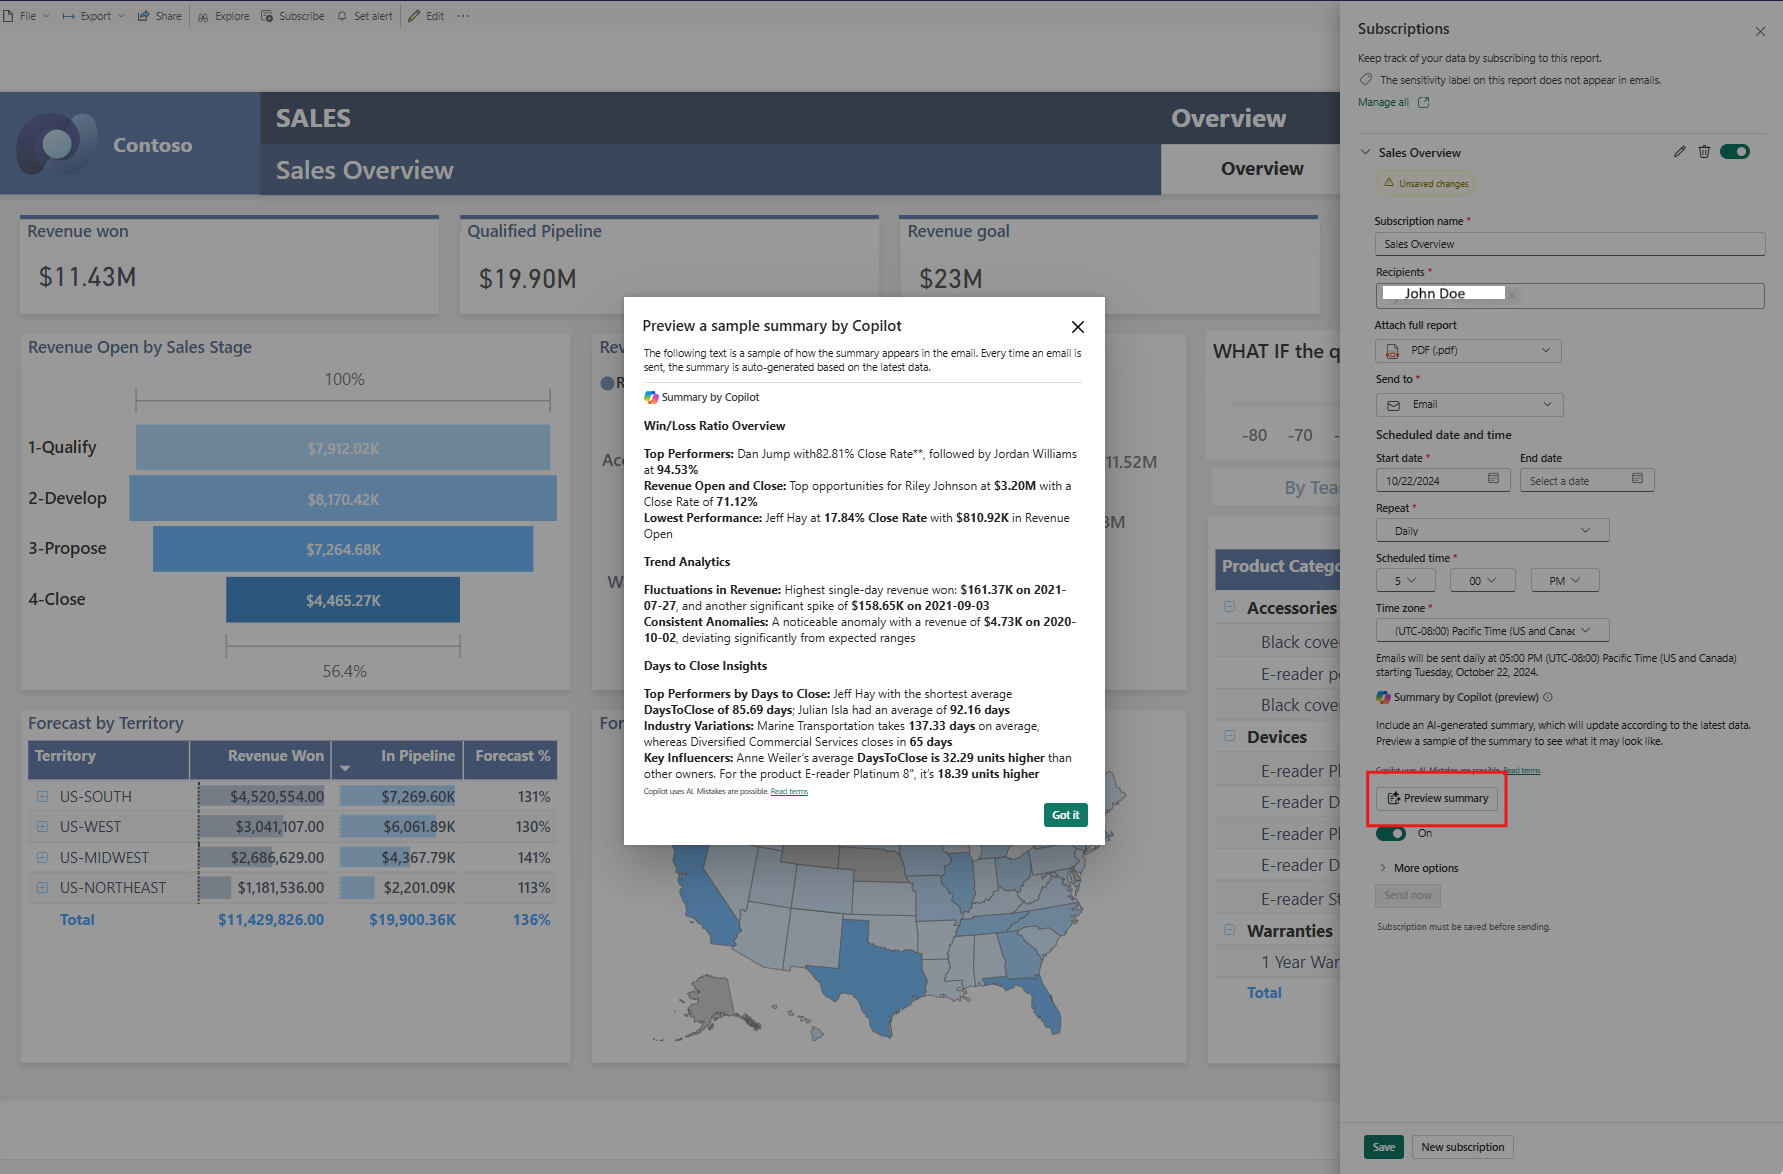 File
Export
Share
Explore
Subscribe
Set alert
Edit
Contoso
SALES
Overview
Sales Overview
Overview
Revenue won
$11.43M
Qualified Pipeline
$19.90M
Revenue goal
$23M
Revenue Open by Sales Stage
100%
1-Qualify
$7,912.02K
2-Develop
$8,170.42K
3-Propose
$7,264.68K
4-Close
$4,465.27K
56.4%
WHAT IF the q
-80 -70 -
11.52M
By Tea
Forecast by Territory
Territory Revenue Won In Pipeline Forecast %
US-SOUTH $4,520,554.00 $7,269.60K 131%
US-WEST $3,041,107.00 $6,061.89K 130%
US-MIDWEST $2,686,629.00 $4,367.79K 141%
US-NORTHEAST $1,181,536.00 $2,201.09K 113%
Total $11,429,826.00 $19,900.36K 136%
Product Catego
Accessories
Black cove
E-reader p
Black cove
Devices
E-reader Pl
E-reader D
E-reader Pl
E-reader D
E-reader St
Warranties
1 Year War
Total
Preview a sample summary by Copilot
The following text is a sample of how the summary appears in the email. Every time an email is
sent, the summary is auto-generated based on the latest data.
Summary by Copilot
Win/Loss Ratio Overview
Top Performers: Dan Jump with82.81% Close Rate**, followed by Jordan Williams
at 94.53%
Revenue Open and Close: Top opportunities for Riley Johnson at $3.20M with a
Close Rate of 71.12%
Lowest Performance: Jeff Hay at 17.84% Close Rate with $810.92K in Revenue
Open
Trend Analytics
Fluctuations in Revenue: Highest single-day revenue won: $161.37K on 2021-
07-27, and another significant spike of $158.65K on 2021-09-03
Consistent Anomalies: A noticeable anomaly with a revenue of $4.73K on 2020-
10-02, deviating significantly from expected ranges
Days to Close Insights
Top Performers by Days to Close: Jeff Hay with the shortest average
DaysToClose of 85.69 days; Julian Isla had an average of 92.16 days
Industry Variations: Marine Transportation takes 137.33 days on average,
whereas Diversified Commercial Services closes in 65 days
Key Influencers: Anne Weiler's average DaysToClose is 32.29 units higher than
other owners. For the product E-reader Platinum 8", it's 18.39 units higher
Copilot uses AI. Mistakes are possible. Read terms
Got it
Subscriptions
Keep track of your data by subscribing to this report.
The sensitivity label on this report does not appear in emails.
Manage all
Sales Overview
Unsaved changes
Subscription name *
Sales Overview
Recipients *
John Doe
Attach full report
PDF (.pdf)
Send to *
Email
Scheduled date and time
Start date * End date
10/22/2024 Select a date
Repeat *
Daily
Scheduled time *
5 00 PM
Time zone *
(UTC-08:00) Pacific Time (US and Canac
Emails will be sent daily at 05:00 PM (UTC-08:00) Pacific Time (US and Canada)
starting Tuesday, October 22, 2024.
Summary by Copilot (preview)
Include an AI-generated summary, which will update according to the latest data.
Preview a sample of the summary to see what it may look like.
Copilot uses AI. Mistakes are possible. Read terms
Preview summary
On
More options
Send now
Subscription must be saved before sending.
Save
New subscription